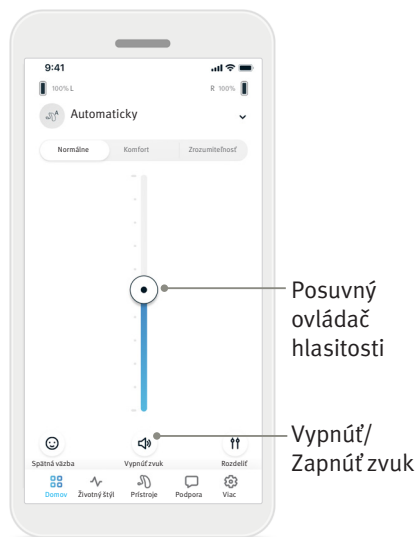 9:41
100% L
R 100%
Automaticky
Normálne Komfort Zrozumiteľnosť
Posuvný
ovládač
hlasitosti
Spätná väzba Vypnúť zvuk Rozdeliť
Vypnúť/
Zapnúť zvuk
Domov Životný štýl Prístroje Podpora Viac